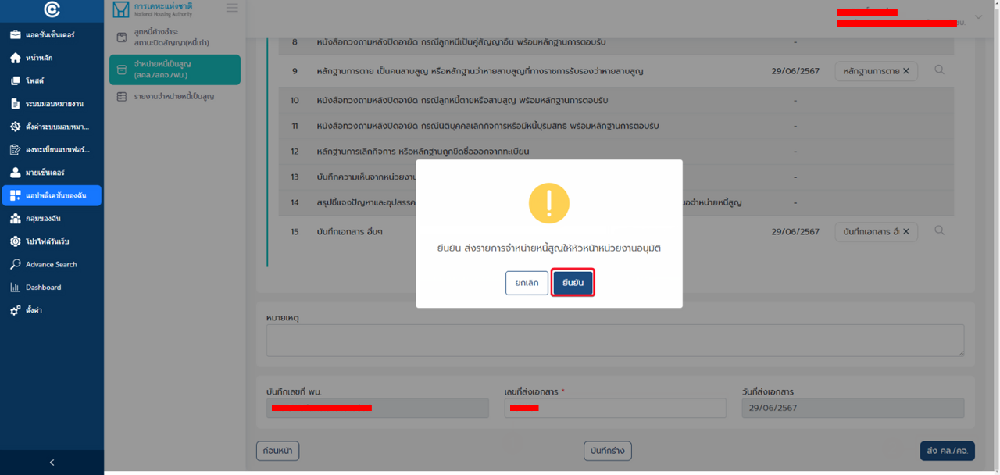 แอคชั่นเซ็นเตอร์
หน้าหลัก
โพสต์
ระบบมอบหมายงาน
ตั้งค่าระบบมอบหมา...
ลงทะเบียนแบบฟอร์...
มายเซ็นเตอร์
แอปพลิเคชันของฉัน
กลุ่มของฉัน
โปรไฟล์วันเว็บ
Advance Search
Dashboard
ตั้งค่า
การเคหะแห่งชาติ
National Housing Authority
ลูกหนี้ค้างชำระ
สถานะปิดสัญญา(หนี้เก่า)
จำหน่ายหนี้เป็นสูญ
(สคล./สคจ./ฟน.)
รายงานจำหน่ายหนี้เป็นสูญ
8 หนังสือทวงถามหลังปิดอายัด กรณีลูกหนี้เป็นคู่สัญญาอื่น พร้อมหลักฐานการตอบรับ -
9 หลักฐานการตาย เป็นคนสาบสูญ หรือหลักฐานว่าหายสาบสูญที่ทางราชการรับรองว่าหายสาบสูญ 29/06/2567 หลักฐานการตาย ✕
10 หนังสือทวงถามหลังปิดอายัด กรณีลูกหนี้ตายหรือสาบสูญ พร้อมหลักฐานการตอบรับ -
11 หนังสือทวงถามหลังปิดอายัด กรณีนิติบุคคลเลิกกิจการหรือมีหนี้บุริมสิทธิ พร้อมหลักฐานการตอบรับ -
12 หลักฐานการเลิกกิจการ หรือหลักฐานถูกขีดชื่อออกจากทะเบียน -
13 บันทึกความเห็นจากหน่วยงาน -
14 สรุปชี้แจงปัญหาและอุปสรรค นอจำหน่ายหนี้สูญ -
15 บันทึกเอกสาร อื่นๆ 29/06/2567 บันทึกเอกสาร อื่ ✕
ยืนยัน ส่งรายการจำหน่ายหนี้สูญให้หัวหน้าหน่วยงานอนุมัติ
ยกเลิก ยืนยัน
หมายเหตุ
บันทึกเลขที่ พม. เลขที่ส่งเอกสาร * วันที่ส่งเอกสาร
29/06/2567
ก่อนหน้า บันทึกร่าง ส่ง คล./คจ.